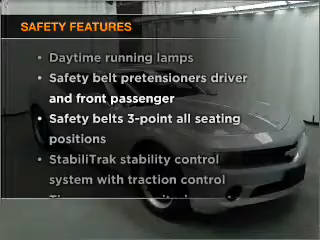 SAFETY FEATURES
• Daytime running lamps
• Safety belt pretensioners driver
and front passenger
• Safety belts 3-point all seating
positions
• StabiliTrak stability control
system with traction control